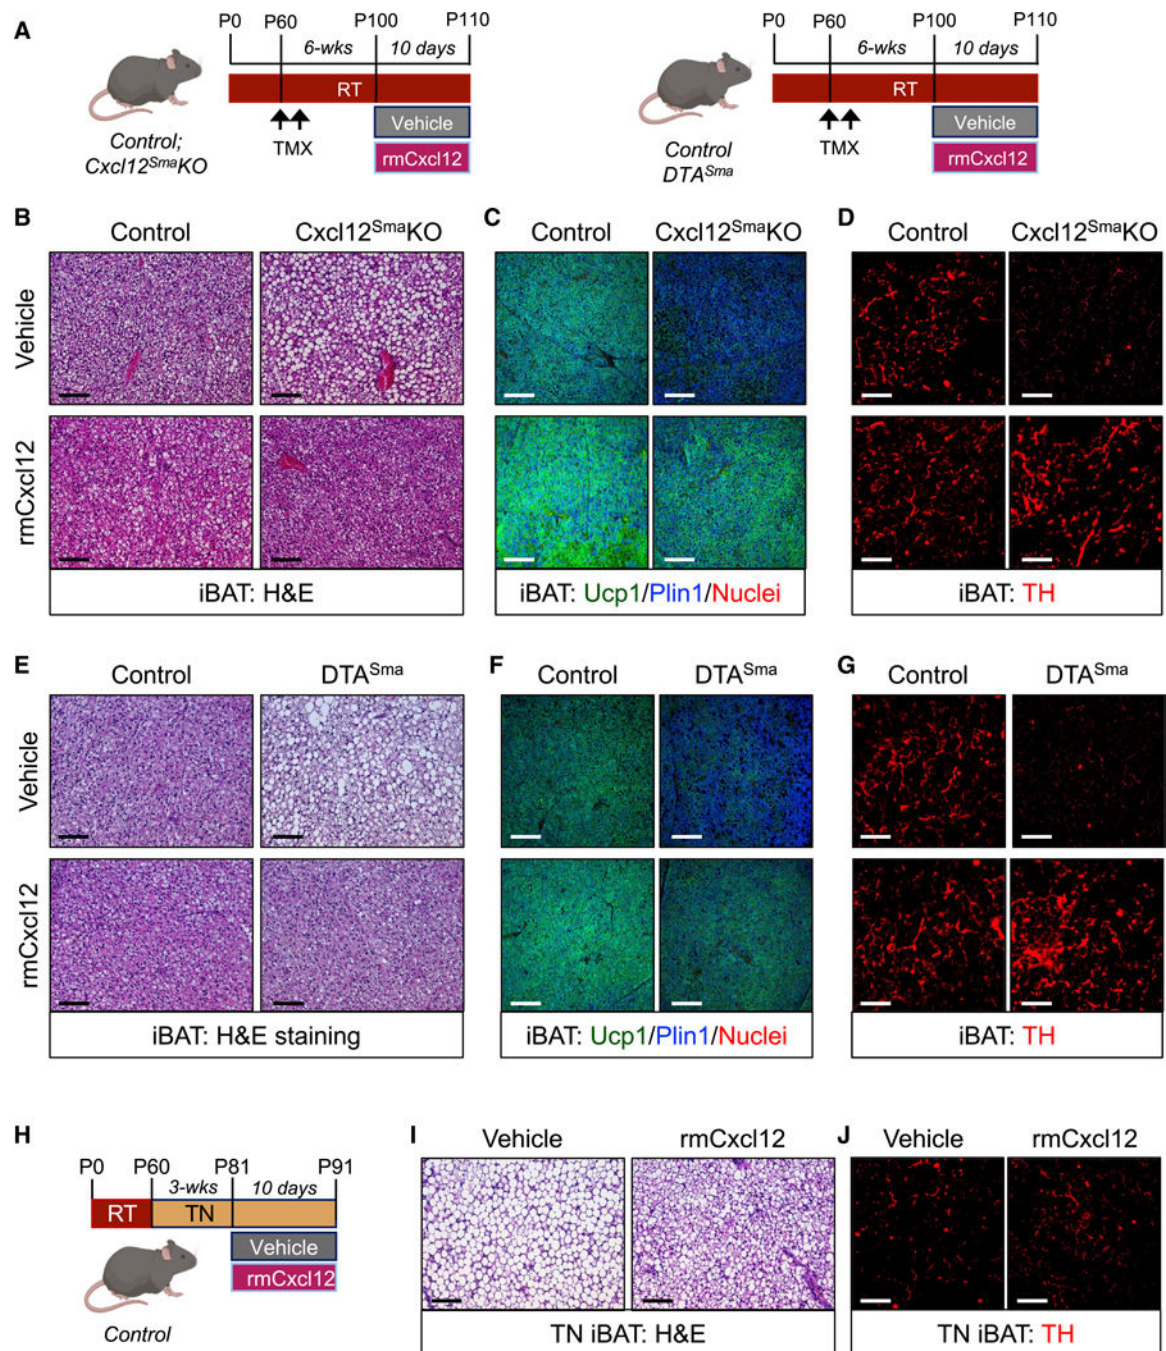 A
P0 P60 P100 P110
6-wks 10 days
RT
Vehicle
TMX
rmCxcl12
Control;
Cxcl12SmaKO
P0 P60 P100 P110
6-wks 10 days
RT
Vehicle
TMX
rmCxcl12
Control
DTASma
B
Control Cxcl12SmaKO
Vehicle
rmCxcl12
iBAT: H&E
C
Control Cxcl12SmaKO
iBAT: Ucp1/Plin1/Nuclei
D
Control Cxcl12SmaKO
iBAT: TH
E
Control DTASma
Vehicle
rmCxcl12
iBAT: H&E staining
F
Control DTASma
iBAT: Ucp1/Plin1/Nuclei
G
Control DTASma
iBAT: TH
H
P0 P60 P81 P91
3-wks 10 days
RT TN
Vehicle
rmCxcl12
Control
I
Vehicle rmCxcl12
TN iBAT: H&E
J
Vehicle rmCxcl12
TN iBAT: TH